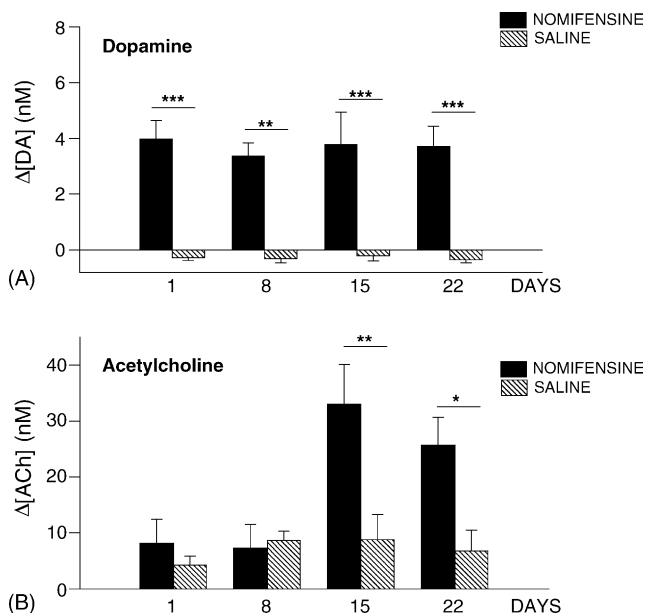 NOMIFENSINE
SALINE
Dopamine
8
6
4
2
0
Δ[DA] (nM)
***
**
***
***
(A)
1 8 15 22 DAYS
NOMIFENSINE
SALINE
Acetylcholine
40
30
20
10
0
Δ[ACh] (nM)
**
*
(B)
1 8 15 22 DAYS